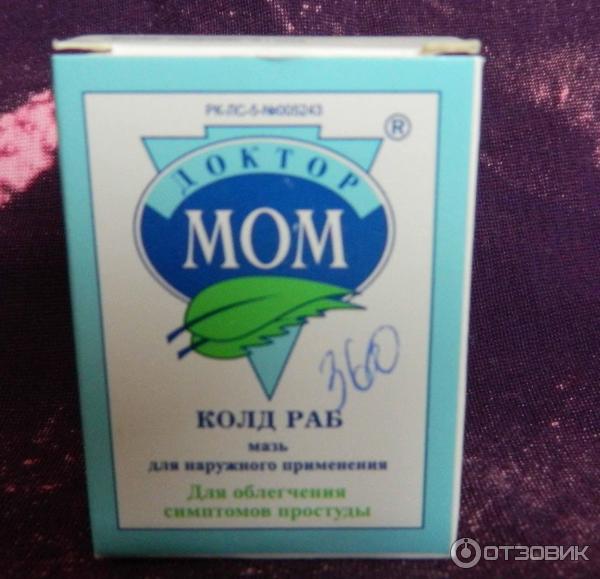 РК-ЛС-5-№005243
®
ДОКТОР
МОМ
360
КОЛД РАБ
мазь
для наружного применения
Для облегчения
симптомов простуды
ОТЗОВИК